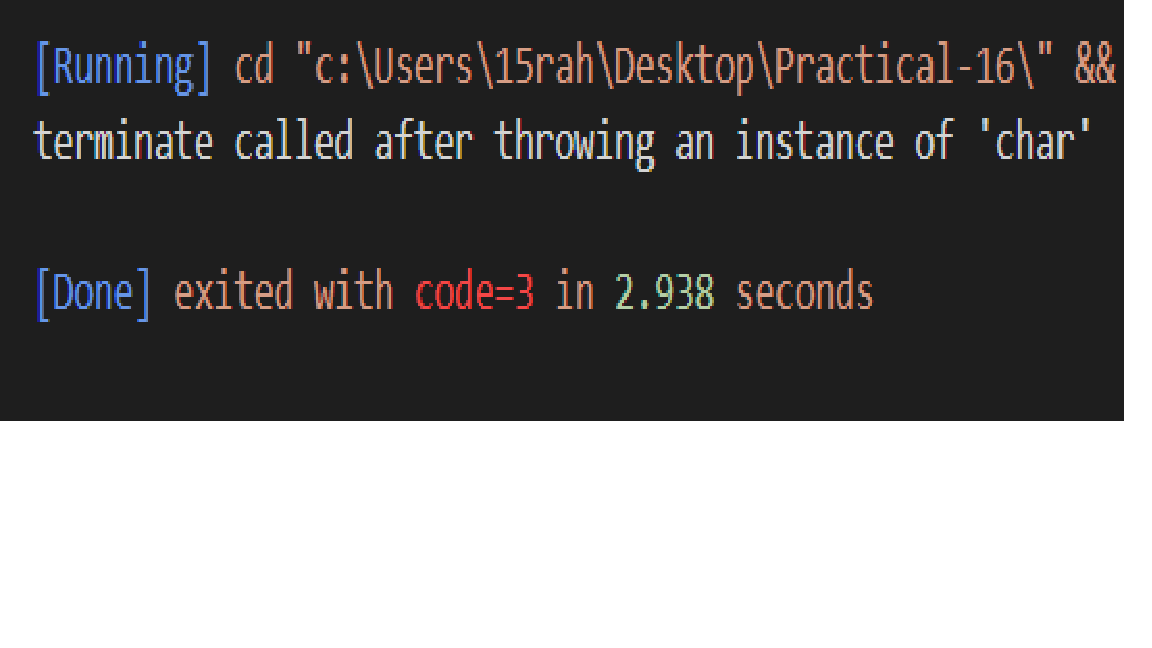 [Running] cd "c:\Users\15rah\Desktop\Practical-16\" &&
terminate called after throwing an instance of 'char'
[Done] exited with code=3 in 2.938 seconds